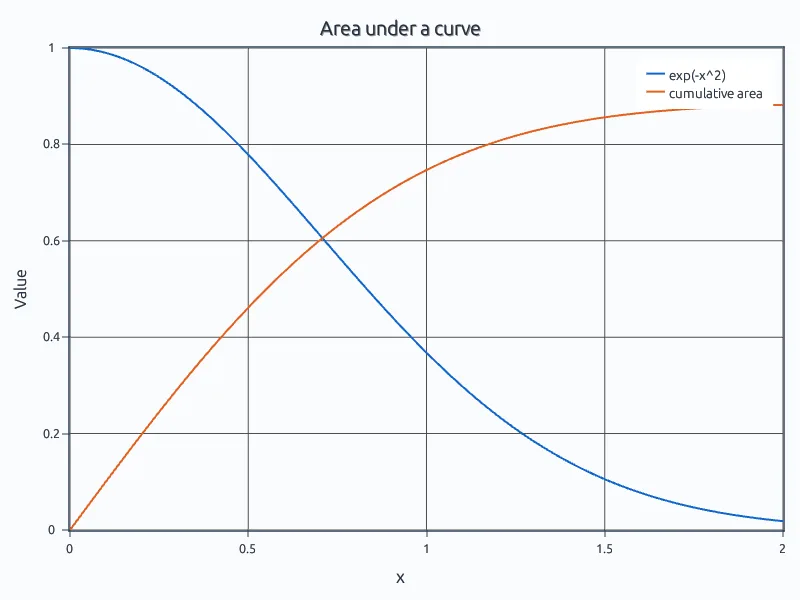 Area under a curve
exp(-x^2)
cumulative area
Value
1
0.8
0.6
0.4
0.2
0
0 0.5 1 1.5 2
x